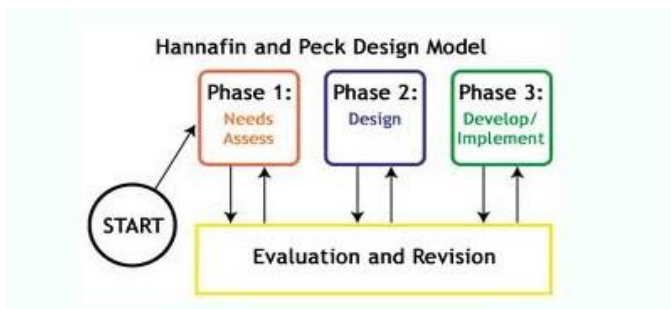 Hannafin and Peck Design Model
Phase 1:
Needs
Assess
Phase 2:
Design
Phase 3:
Develop/
Implement
START
Evaluation and Revision